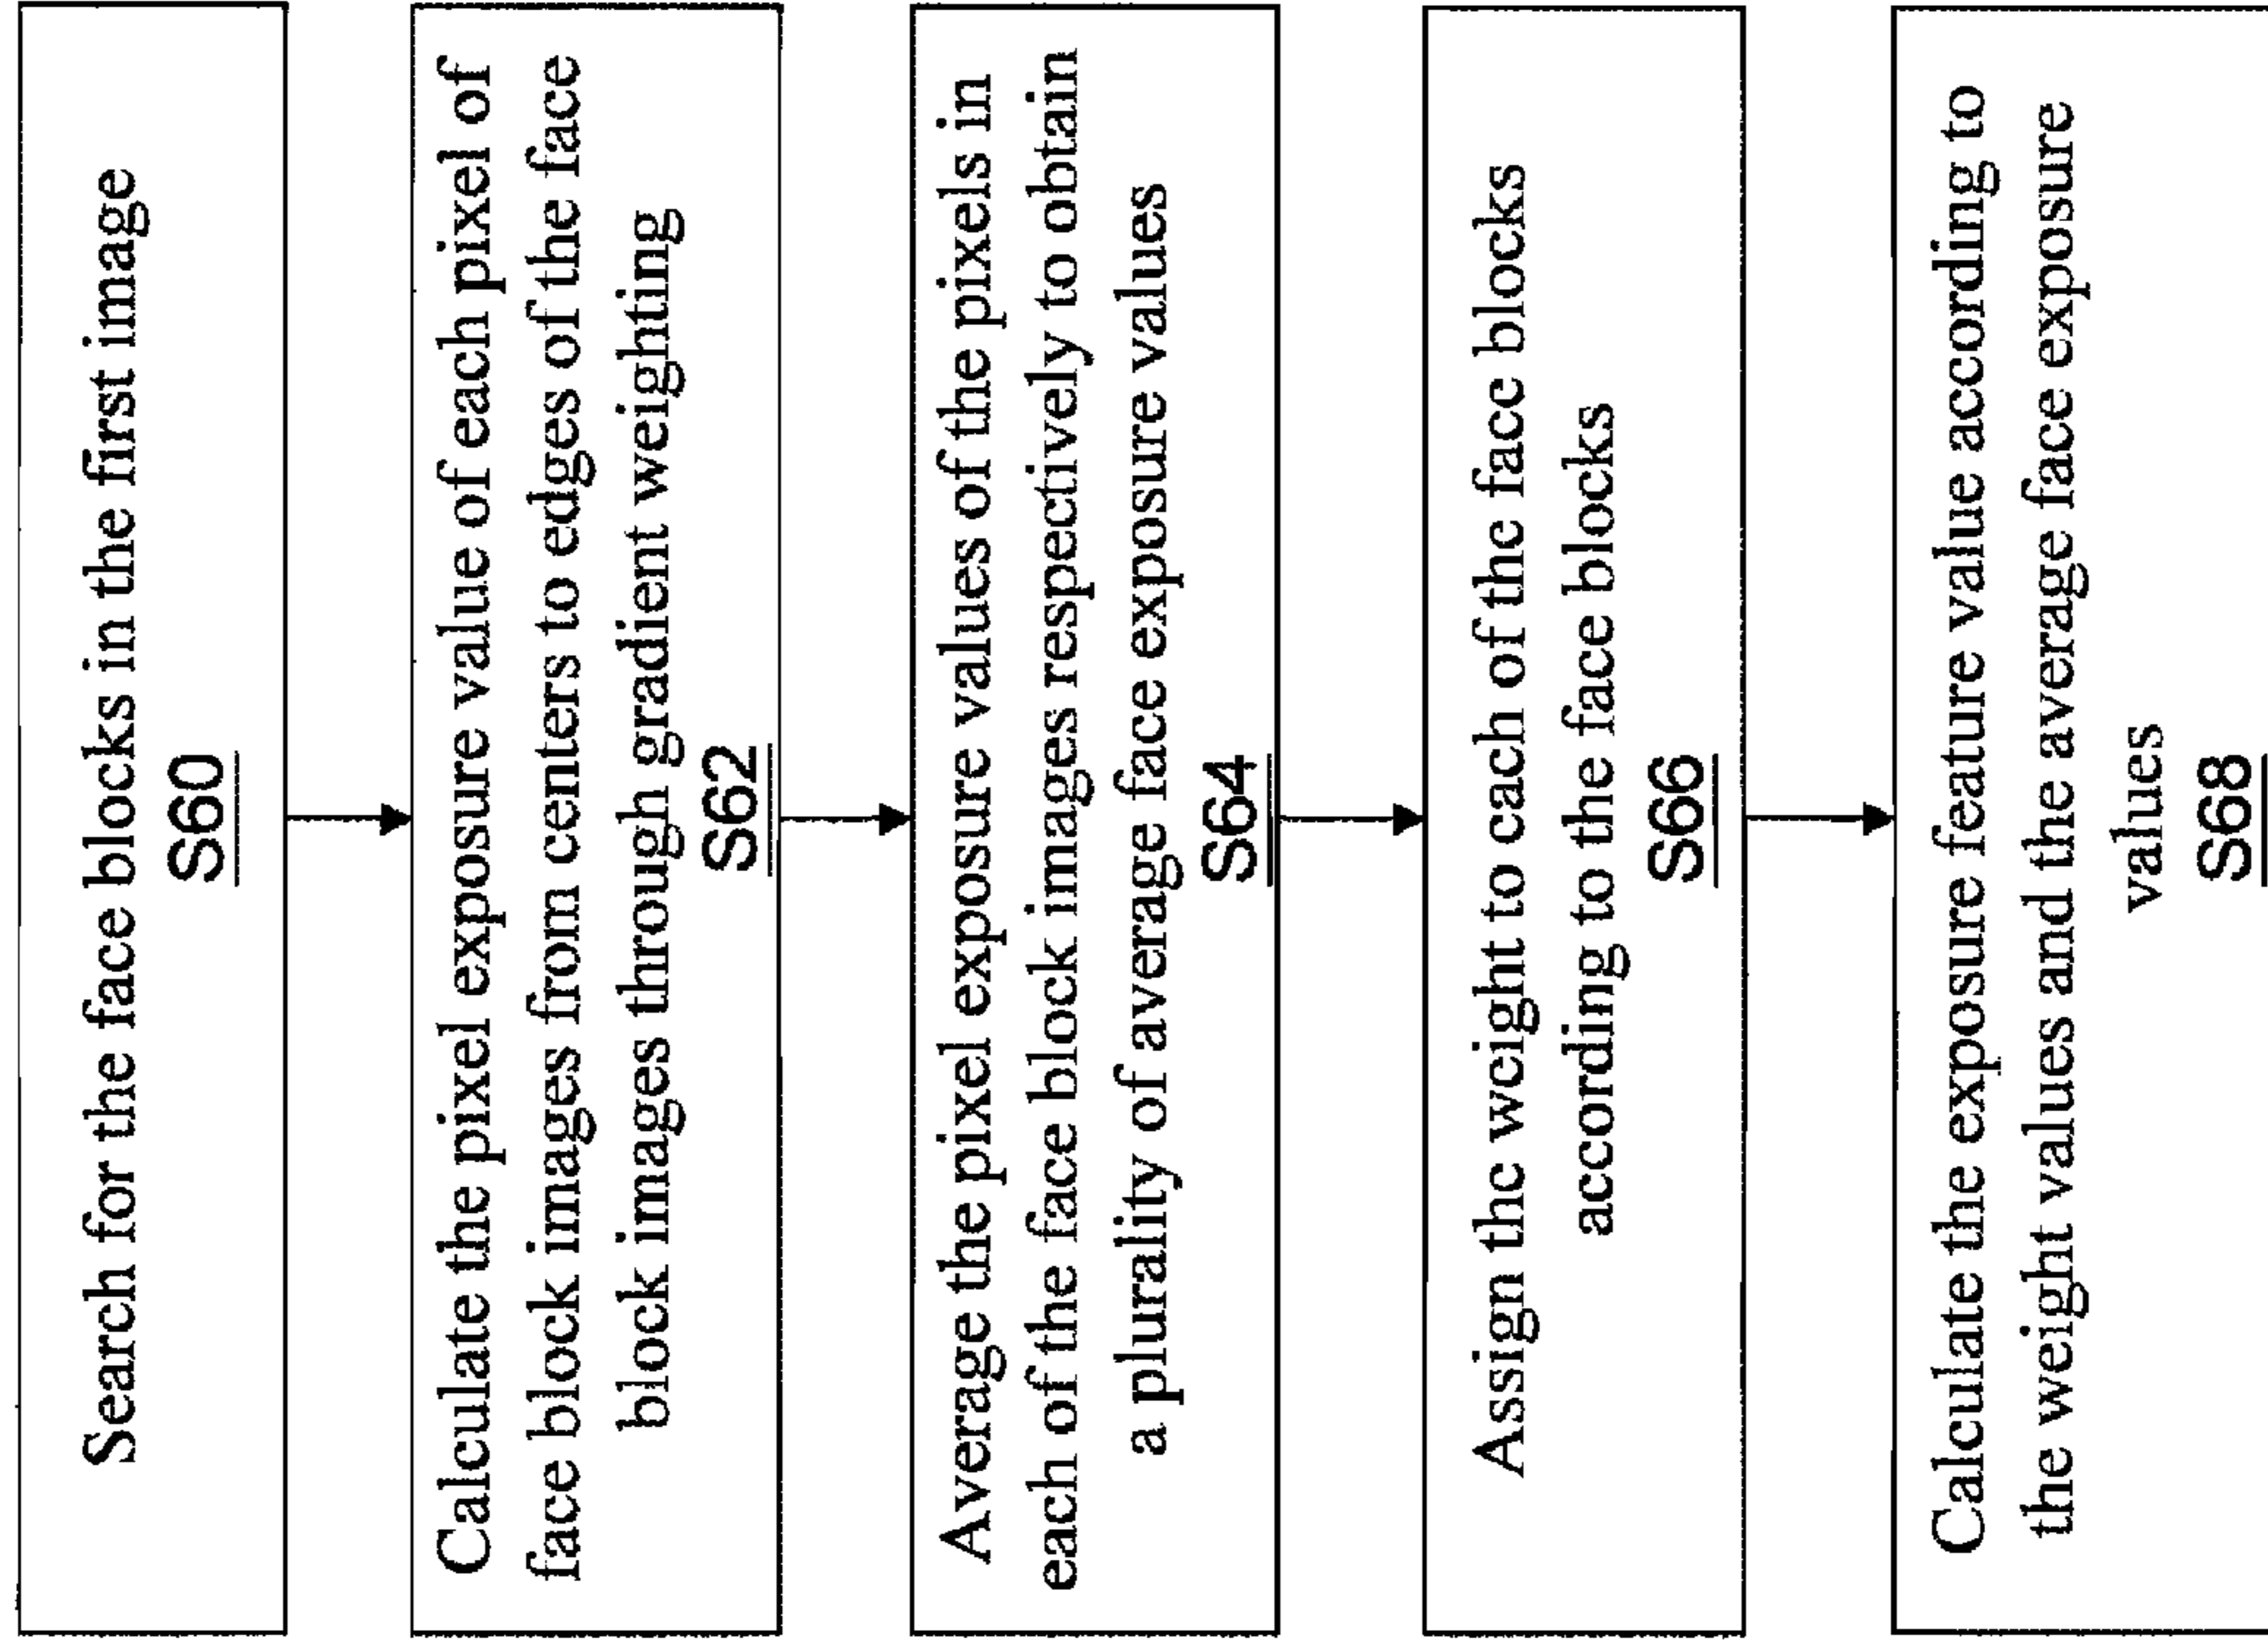 Search for the face blocks in the first image
S60
Calculate the pixel exposure value of each pixel of
face block images from centers to edges of the face
block images through gradient weighting
S62
Average the pixel exposure values of the pixels in
each of the face block images respectively to obtain
a plurality of average face exposure values
S64
Assign the weight to each of the face blocks
according to the face blocks
S66
Calculate the exposure feature value according to
the weight values and the average face exposure
values
S68